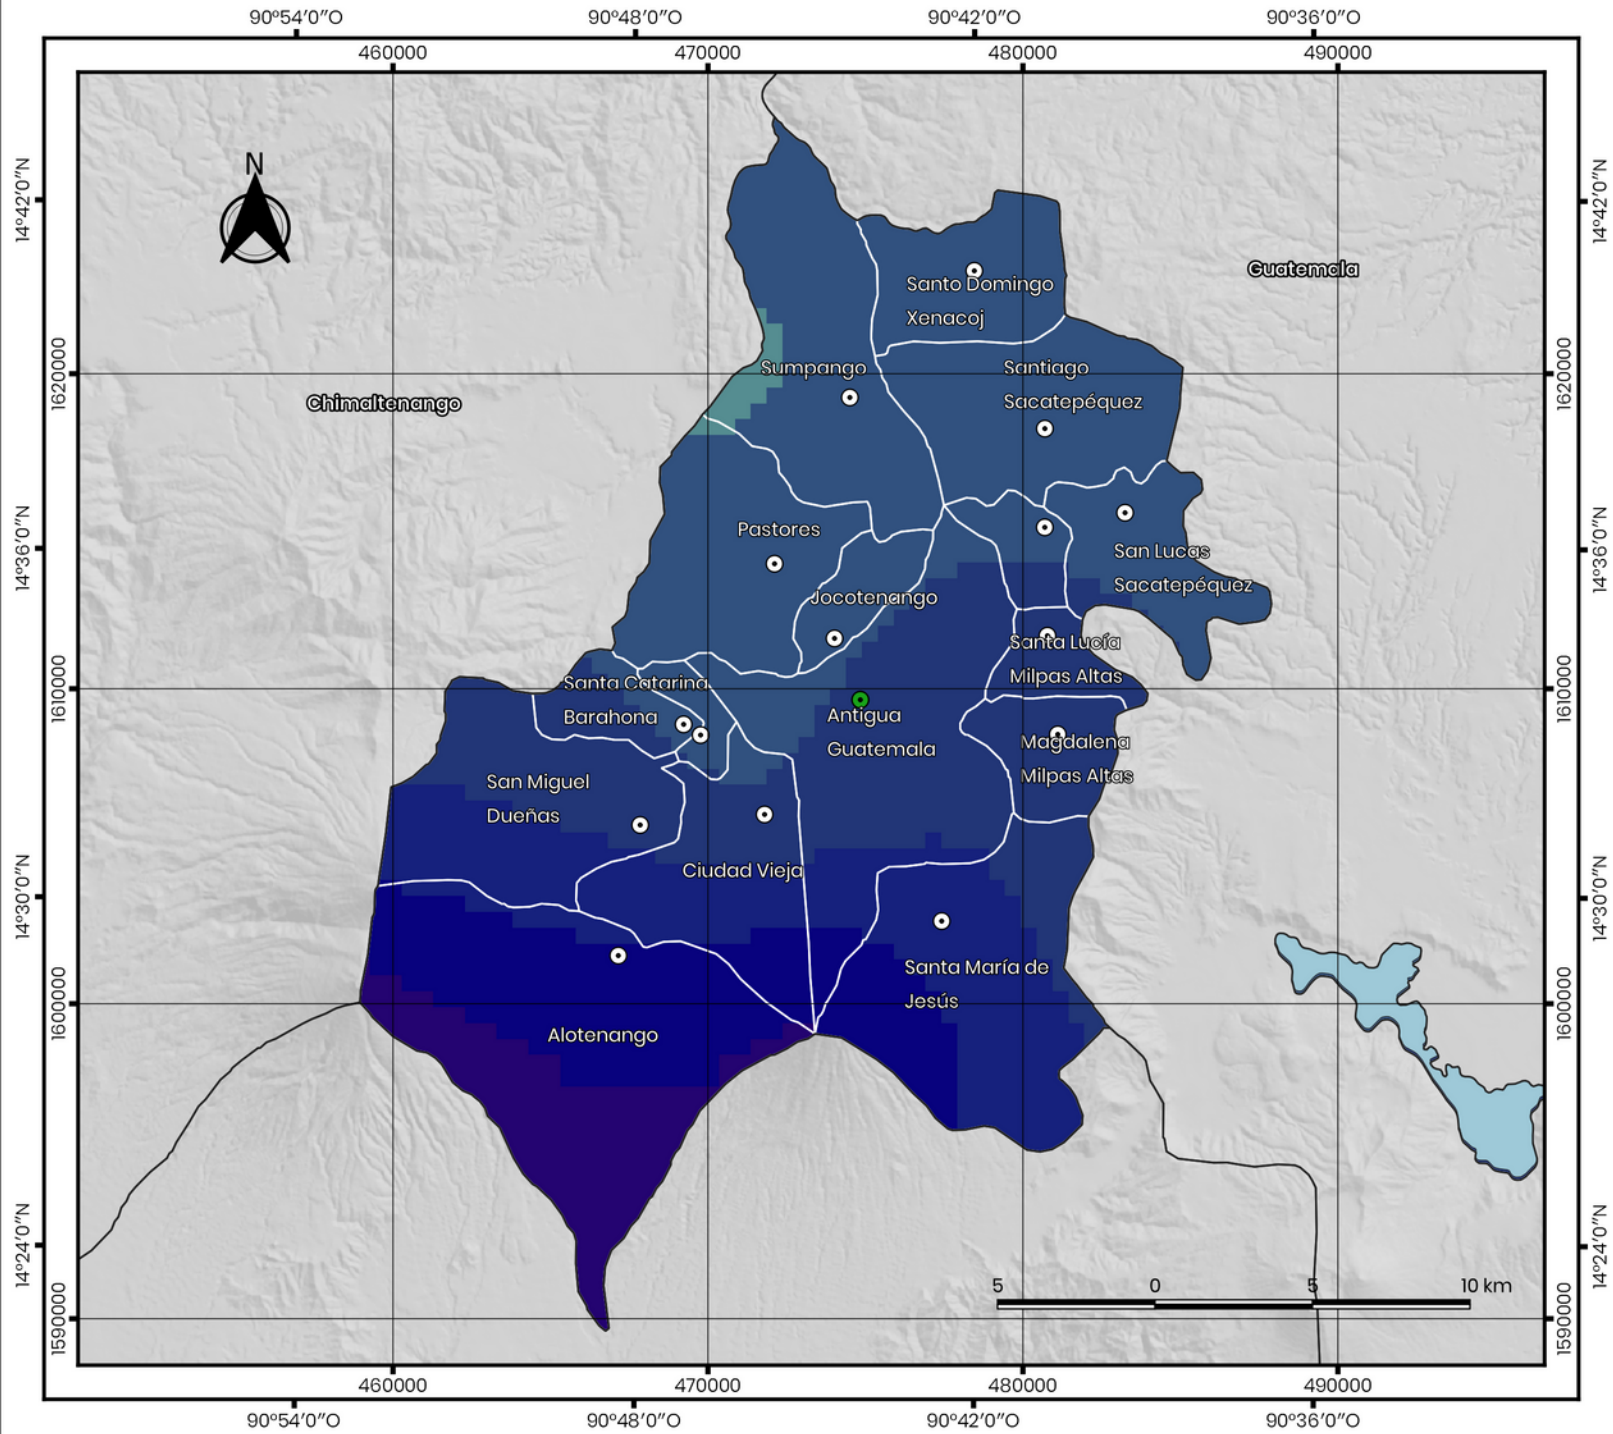 90°54'0"O 90°48'0"O 90°42'0"O 90°36'0"O
460000 470000 480000 490000
14°42'0"N
14°42'0"N
N
Guatemala
Santo Domingo
Xenacoj
1620000
1620000
Sumpango
Santiago
Sacatepéquez
Chimaltenango
14°36'0"N
14°36'0"N
Pastores
San Lucas
Sacatepéquez
Jocotenango
Santa Lucía
Milpas Altas
1610000
1610000
Santa Catarina
Barahona
Antigua
Guatemala
Magdalena
Milpas Altas
San Miguel
Dueñas
Ciudad Vieja
14°30'0"N
14°30'0"N
Santa María de
Jesús
1600000
1600000
Alotenango
14°24'0"N
14°24'0"N
5 0 5 10 km
1590000
1590000
460000 470000 480000 490000
90°54'0"O 90°48'0"O 90°42'0"O 90°36'0"O